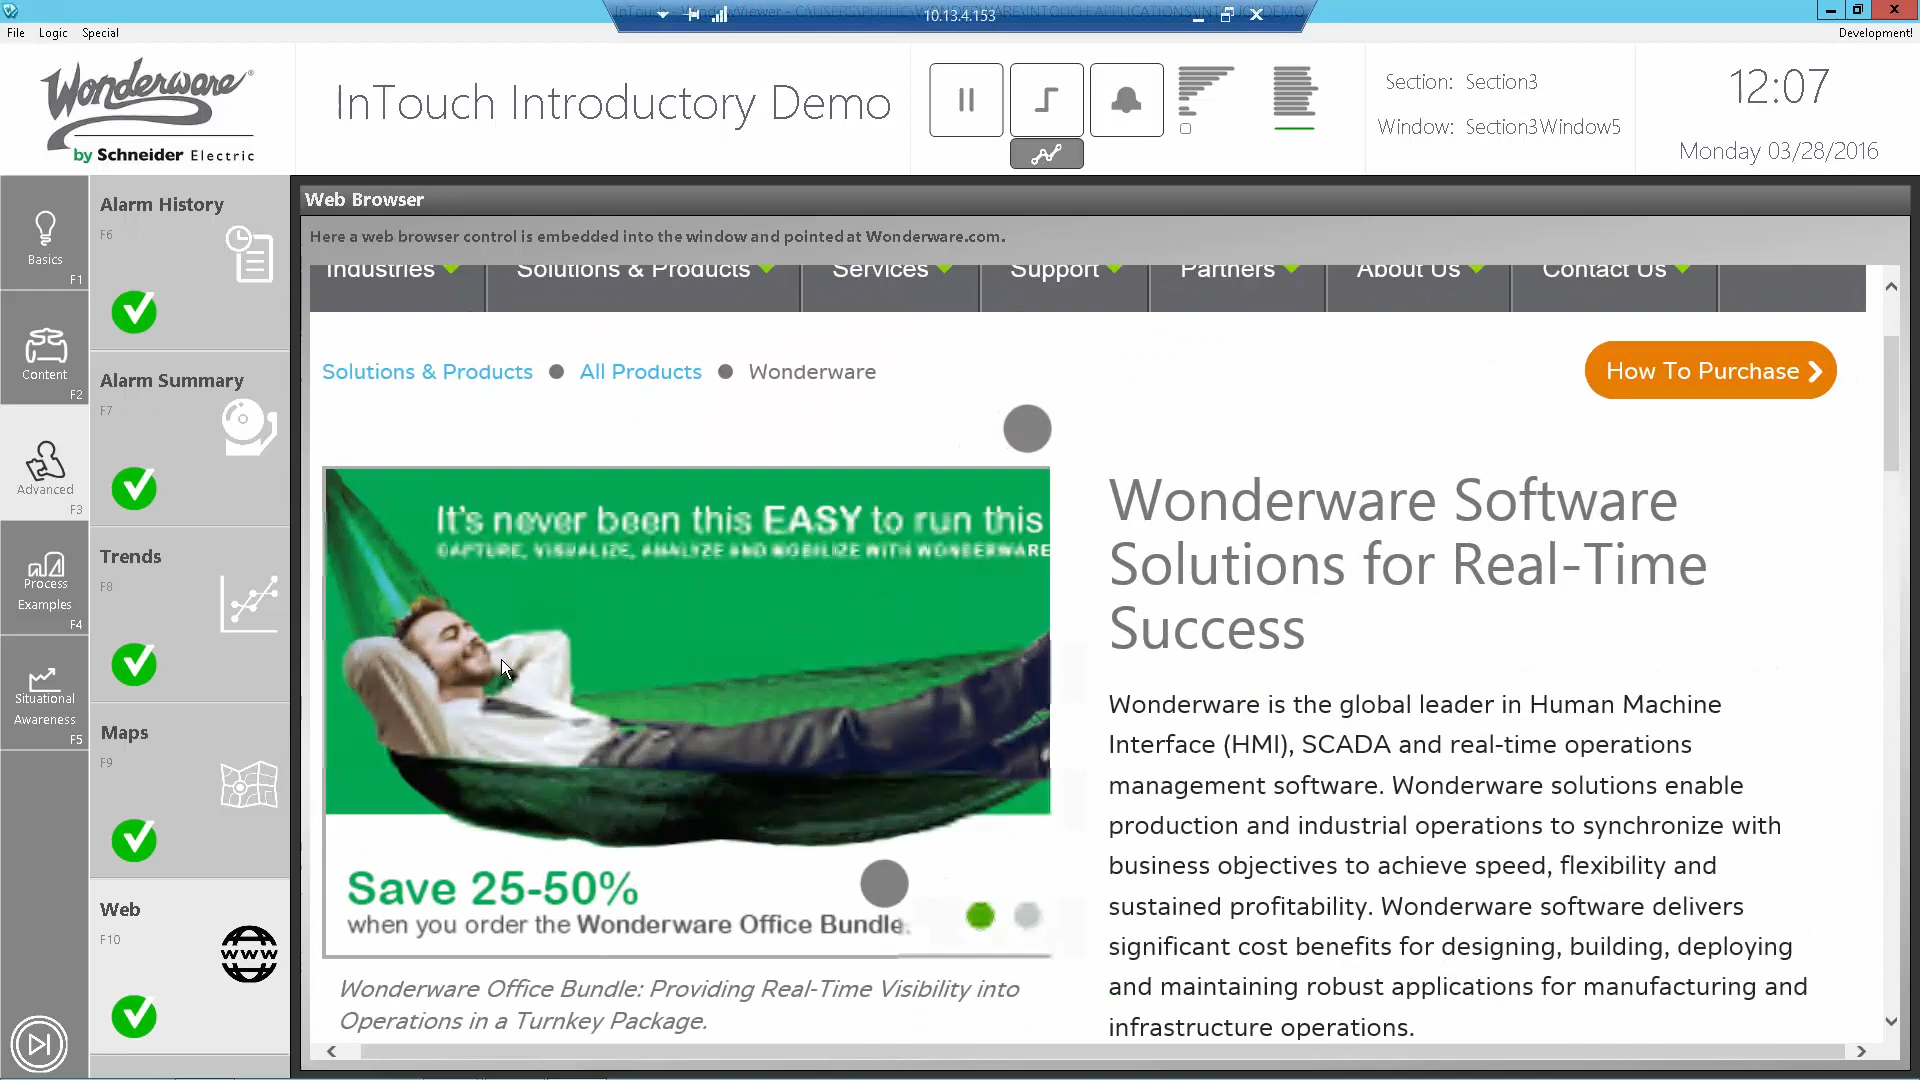 10.13.4.153
File Logic Special
Development!
Wonderware®
by Schneider Electric
InTouch Introductory Demo
Section: Section3
Window: Section3Window5
12:07
Monday 03/28/2016
Basics
F1
Content
F2
Advanced
F3
Process
Examples
F4
Situational
Awareness
F5
Alarm History
F6
Alarm Summary
F7
Trends
F8
Maps
F9
Web
F10
www
Web Browser
Here a web browser control is embedded into the window and pointed at Wonderware.com.
Industries Solutions & Products Services Support Partners About Us Contact Us
Solutions & Products All Products Wonderware
How To Purchase
It's never been this EASY to run this
CAPTURE, VISUALIZE, ANALYZE AND MOBILIZE WITH WONDERWARE
Save 25-50%
when you order the Wonderware Office Bundle.
Wonderware Office Bundle: Providing Real-Time Visibility into
Operations in a Turnkey Package.
Wonderware Software
Solutions for Real-Time
Success
Wonderware is the global leader in Human Machine
Interface (HMI), SCADA and real-time operations
management software. Wonderware solutions enable
production and industrial operations to synchronize with
business objectives to achieve speed, flexibility and
sustained profitability. Wonderware software delivers
significant cost benefits for designing, building, deploying
and maintaining robust applications for manufacturing and
infrastructure operations.